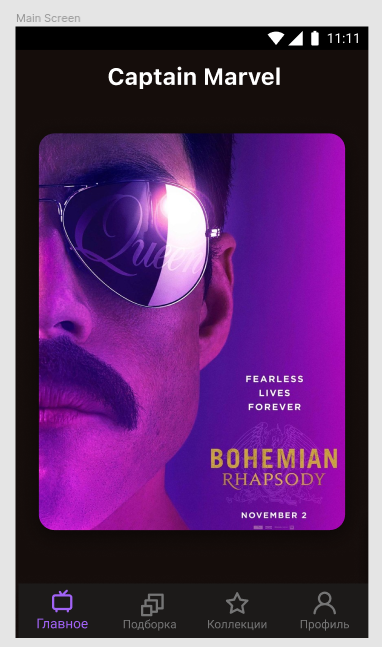 Main Screen
11:11
Captain Marvel
Queen
FEARLESS
LIVES
FOREVER
BOHEMIAN
RHAPSODY
NOVEMBER 2
Главное Подборка Коллекции Профиль